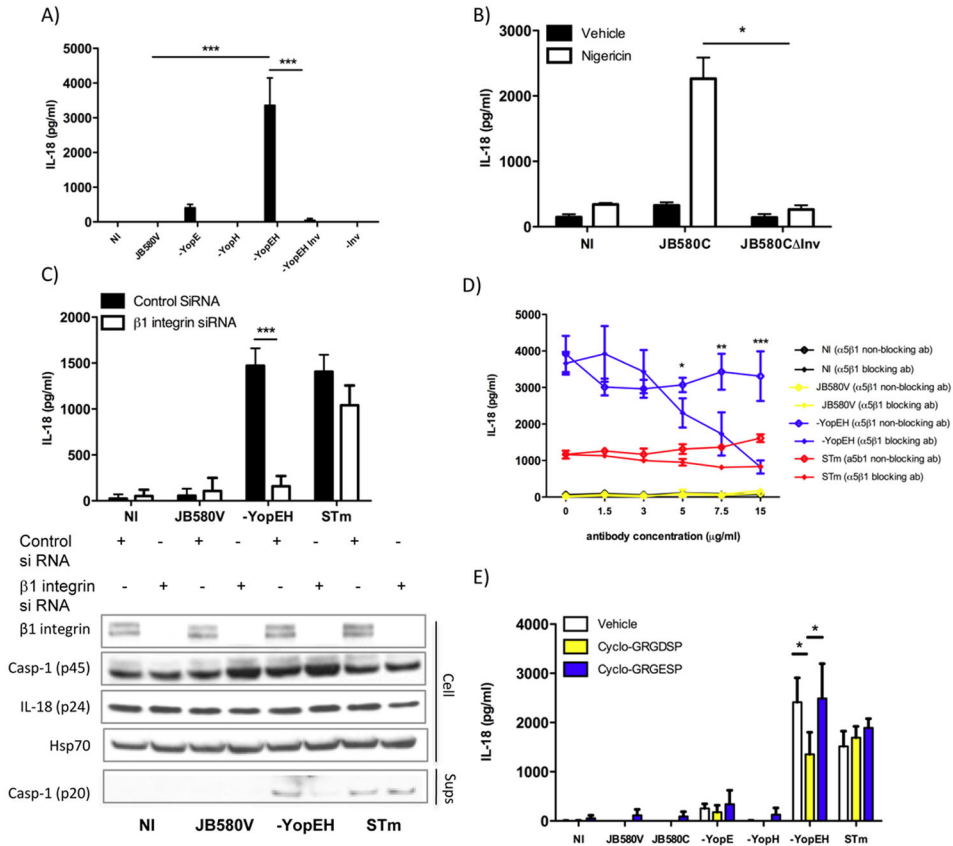 A)
5000
4000
3000
2000
1000
0
IL-18 (pg/ml)
***
***
NI
JB580V
-YopE
-YopH
-YopEH
-YopEH Inv
-Inv
B)
Vehicle
Nigericin
*
3000
2000
1000
0
IL-18 (pg/ml)
NI
JB580C
JB580CΔInv
C)
Control SiRNA
β1 integrin siRNA
2000
1500
1000
500
0
IL-18 (pg/ml)
***
NI
JB580V
-YopEH
STm
Control si RNA
+ - + - + - + -
β1 integrin si RNA
- + - + - + - +
β1 integrin
Casp-1 (p45)
IL-18 (p24)
Hsp70
Cell
Casp-1 (p20)
Sups
NI
JB580V
-YopEH
STm
D)
5000
4000
3000
2000
1000
0
IL-18 (pg/ml)
*
**
***
0
1.5
3
5
7.5
15
antibody concentration (μg/ml)
NI (α5β1 non-blocking ab)
NI (α5β1 blocking ab)
JB580V (α5β1 non-blocking ab)
JB580V (α5β1 blocking ab)
-YopEH (α5β1 non-blocking ab)
-YopEH (α5β1 blocking ab)
STm (a5b1 non-blocking ab)
STm (α5β1 blocking ab)
E)
Vehicle
Cyclo-GRGDSP
Cyclo-GRGESP
4000
3000
2000
1000
0
IL-18 (pg/ml)
*
*
NI
JB580V
JB580C
-YopE
-YopH
-YopEH
STm